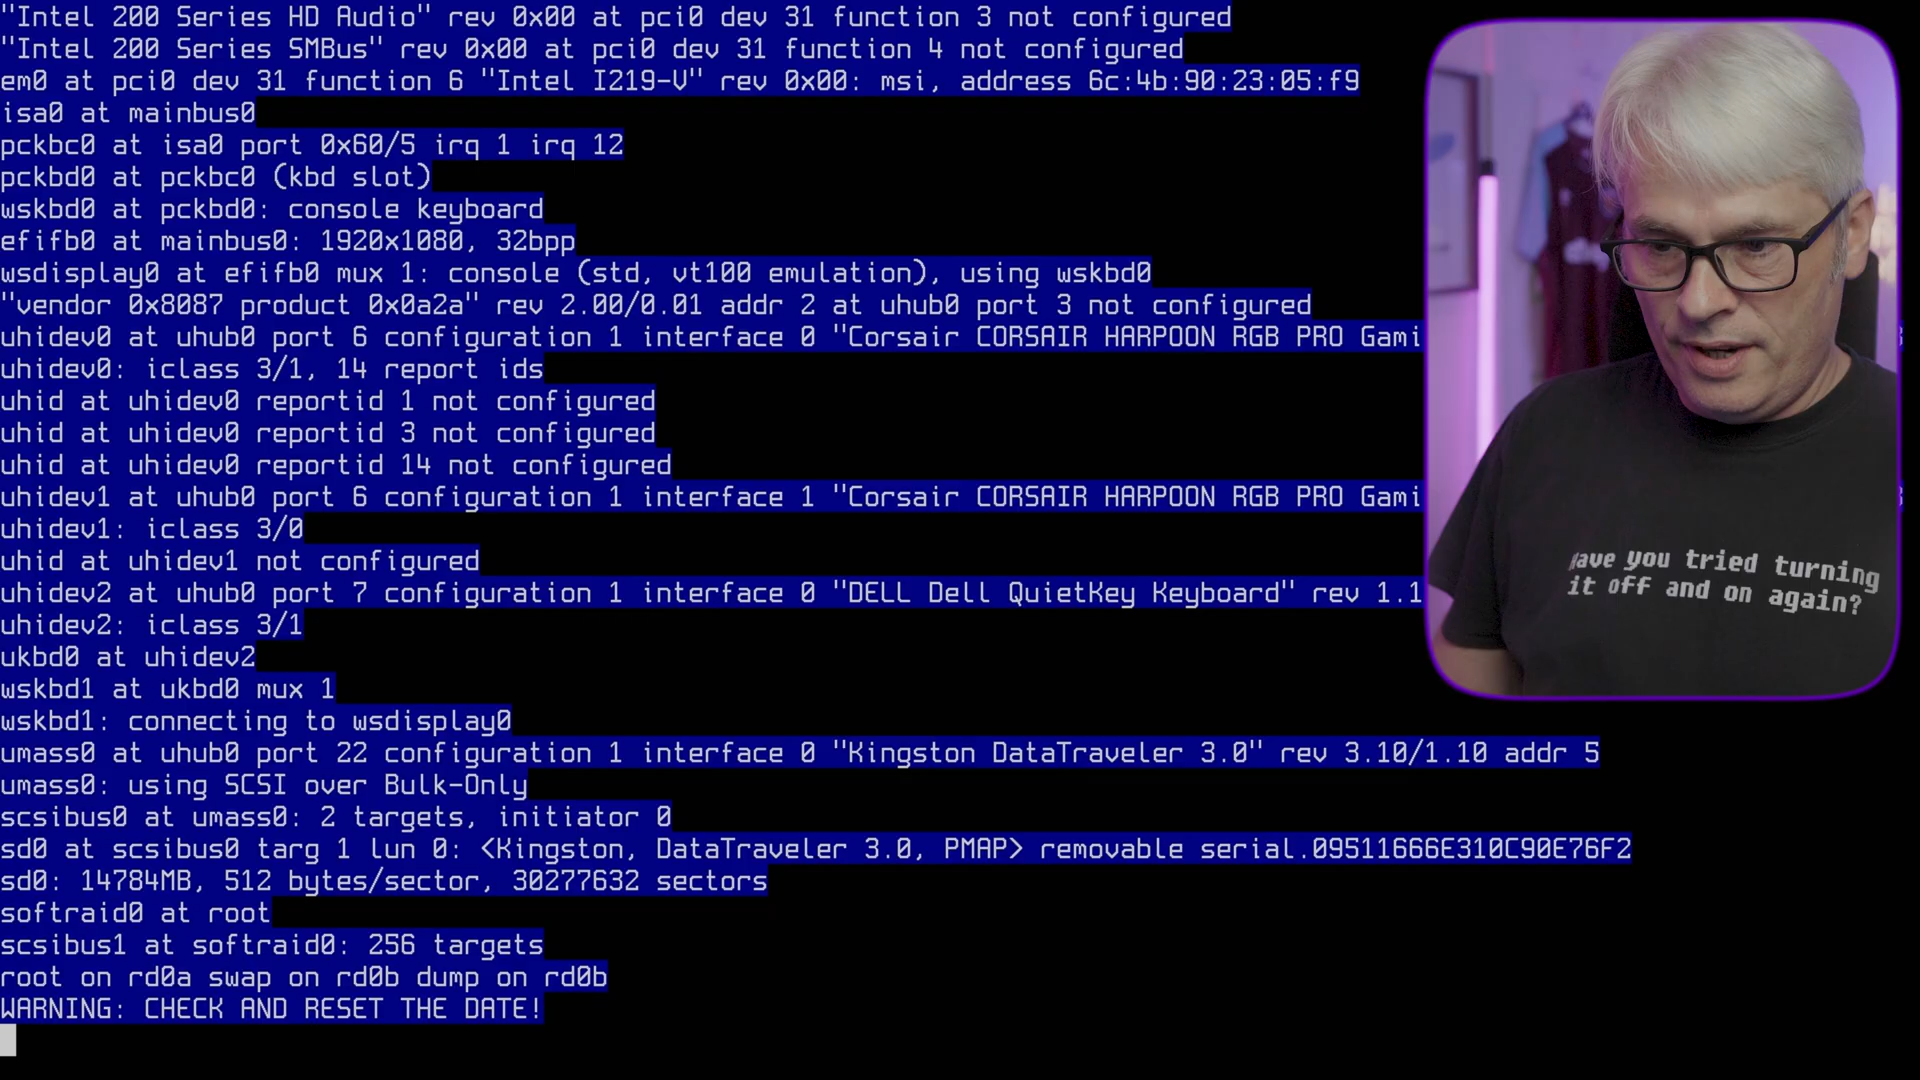 "Intel 200 Series HD Audio" rev 0x00 at pci0 dev 31 function 3 not configured
"Intel 200 Series SMBus" rev 0x00 at pci0 dev 31 function 4 not configured
em0 at pci0 dev 31 function 6 "Intel I219-V" rev 0x00: msi, address 6c:4b:90:23:05:f9
isa0 at mainbus0
pckbc0 at isa0 port 0x60/5 irq 1 irq 12
pckbd0 at pckbc0 (kbd slot)
wskbd0 at pckbd0: console keyboard
efifb0 at mainbus0: 1920x1080, 32bpp
wsdisplay0 at efifb0 mux 1: console (std, vt100 emulation), using wskbd0
"vendor 0x8087 product 0x0a2a" rev 2.00/0.01 addr 2 at uhub0 port 3 not configured
uhidev0 at uhub0 port 6 configuration 1 interface 0 "Corsair CORSAIR HARPOON RGB PRO Gami
uhidev0: iclass 3/1, 14 report ids
uhid at uhidev0 reportid 1 not configured
uhid at uhidev0 reportid 3 not configured
uhid at uhidev0 reportid 14 not configured
uhidev1 at uhub0 port 6 configuration 1 interface 1 "Corsair CORSAIR HARPOON RGB PRO Gami
uhidev1: iclass 3/0
uhid at uhidev1 not configured
uhidev2 at uhub0 port 7 configuration 1 interface 0 "DELL Dell QuietKey Keyboard" rev 1.1
uhidev2: iclass 3/1
ukbd0 at uhidev2
wskbd1 at ukbd0 mux 1
wskbd1: connecting to wsdisplay0
umass0 at uhub0 port 22 configuration 1 interface 0 "Kingston DataTraveler 3.0" rev 3.10/1.10 addr 5
umass0: using SCSI over Bulk-Only
scsibus0 at umass0: 2 targets, initiator 0
sd0 at scsibus0 targ 1 lun 0: <Kingston, DataTraveler 3.0, PMAP> removable serial.09511666E310C90E76F2
sd0: 14784MB, 512 bytes/sector, 30277632 sectors
softraid0 at root
scsibus1 at softraid0: 256 targets
root on rd0a swap on rd0b dump on rd0b
WARNING: CHECK AND RESET THE DATE!
Have you tried turning
it off and on again?